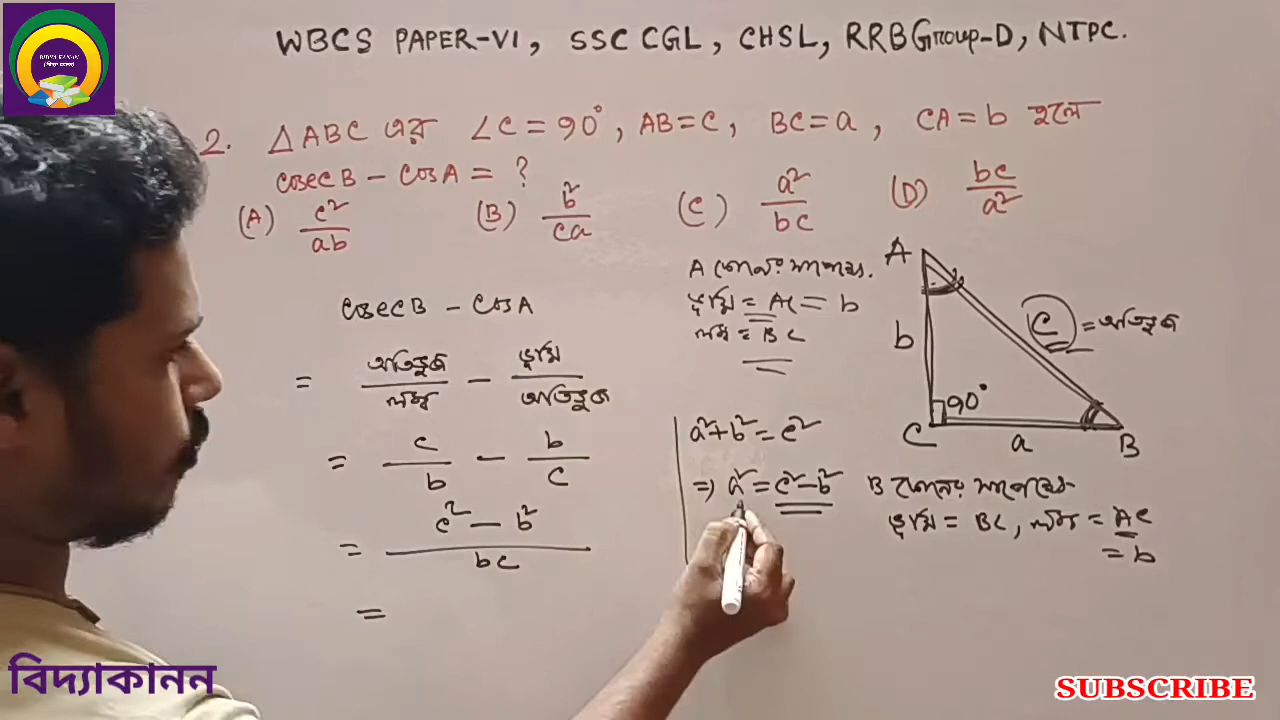 WBCS PAPER-VI, SSC CGL, CHSL, RRB Group-D, NTPC.
2. △ABC এর ∠C = 90°, AB = c, BC = a, CA = b হলে
cosec B − cos A = ?
(A) c²/ab (B) b²/ca (C) a²/bc (D) bc/a²
cosec B − cos A
= অতিভুজ/লম্ব − ভূমি/অতিভুজ
= c/b − b/c
= c² − b²/bc
=
A কোনের সাপেক্ষে.
ভূমি = AC = b
লম্ব = BC
a² + b² = c²
⇒ a² = c² − b²
A
b
c = অতিভুজ
90°
C
a
B
B কোনের সাপেক্ষে
ভূমি = BC, লম্ব = AC
= b
বিদ্যাকানন
SUBSCRIBE